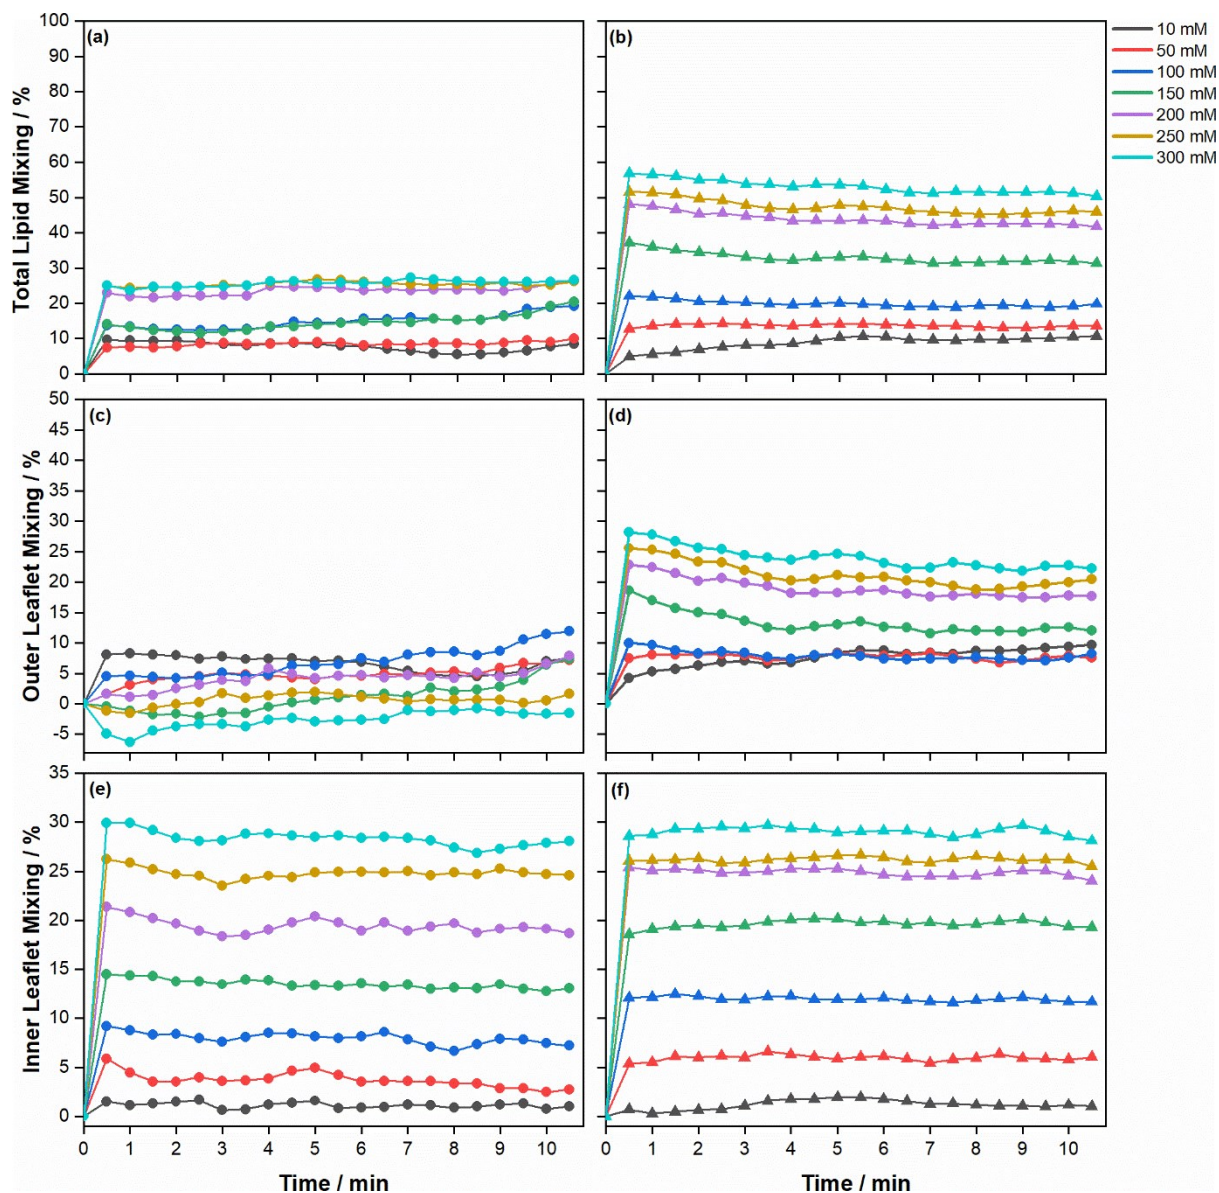 (a)
100
90
80
70
60
50
40
30
20
10
0
Total Lipid Mixing / %
(b)
10 mM
50 mM
100 mM
150 mM
200 mM
250 mM
300 mM
(c)
50
45
40
35
30
25
20
15
10
5
0
-5
Outer Leaflet Mixing / %
(d)
(e)
35
30
25
20
15
10
5
0
Inner Leaflet Mixing / %
(f)
0 1 2 3 4 5 6 7 8 9 10
0 1 2 3 4 5 6 7 8 9 10
Time / min
Time / min